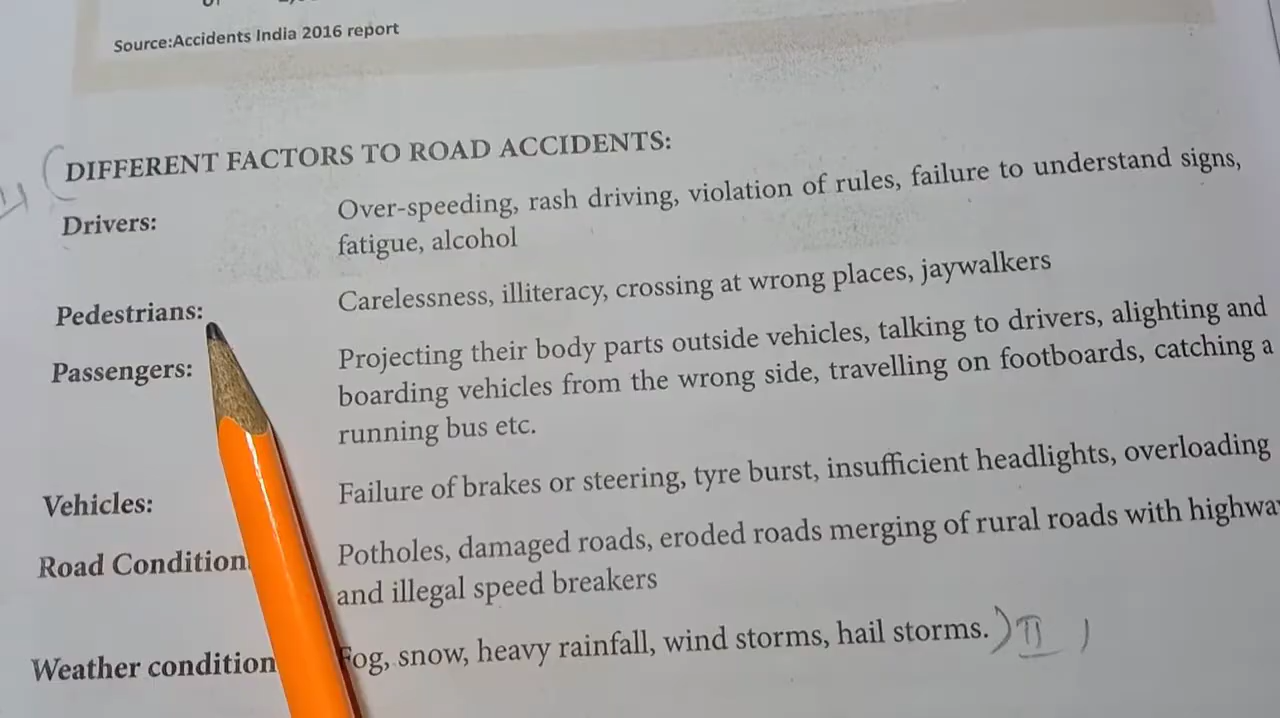 Source:Accidents India 2016 report
DIFFERENT FACTORS TO ROAD ACCIDENTS:
Drivers: Over-speeding, rash driving, violation of rules, failure to understand signs,
fatigue, alcohol
Pedestrians: Carelessness, illiteracy, crossing at wrong places, jaywalkers
Passengers: Projecting their body parts outside vehicles, talking to drivers, alighting and
boarding vehicles from the wrong side, travelling on footboards, catching a
running bus etc.
Vehicles: Failure of brakes or steering, tyre burst, insufficient headlights, overloading
Road Condition Potholes, damaged roads, eroded roads merging of rural roads with
and illegal speed breakers
Weather condition Fog, snow, heavy rainfall, wind storms, hail storms.) II )